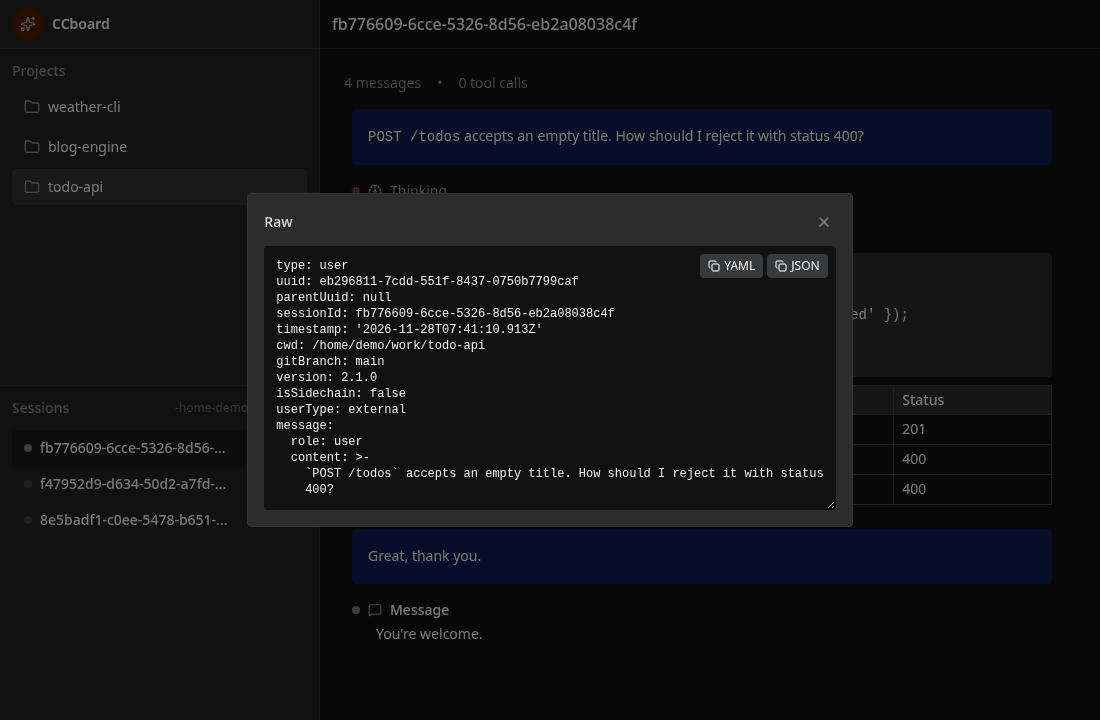 CCboard
fb776609-6cce-5326-8d56-eb2a08038c4f
Projects
weather-cli
blog-engine
todo-api
4 messages • 0 tool calls
POST /todos accepts an empty title. How should I reject it with status 400?
Thinking
Raw
YAML
JSON
type: user
uuid: eb296811-7cdd-551f-8437-0750b7799caf
parentUuid: null
sessionId: fb776609-6cce-5326-8d56-eb2a08038c4f
timestamp: '2026-11-28T07:41:10.913Z'
cwd: /home/demo/work/todo-api
gitBranch: main
version: 2.1.0
isSidechain: false
userType: external
message:
role: user
content: >-
`POST /todos` accepts an empty title. How should I reject it with status
400?
ed' });
Status
201
400
400
Sessions
-home-demo
fb776609-6cce-5326-8d56-...
f47952d9-d634-50d2-a7fd-...
8e5badf1-c0ee-5478-b651-...
Great, thank you.
Message
You're welcome.